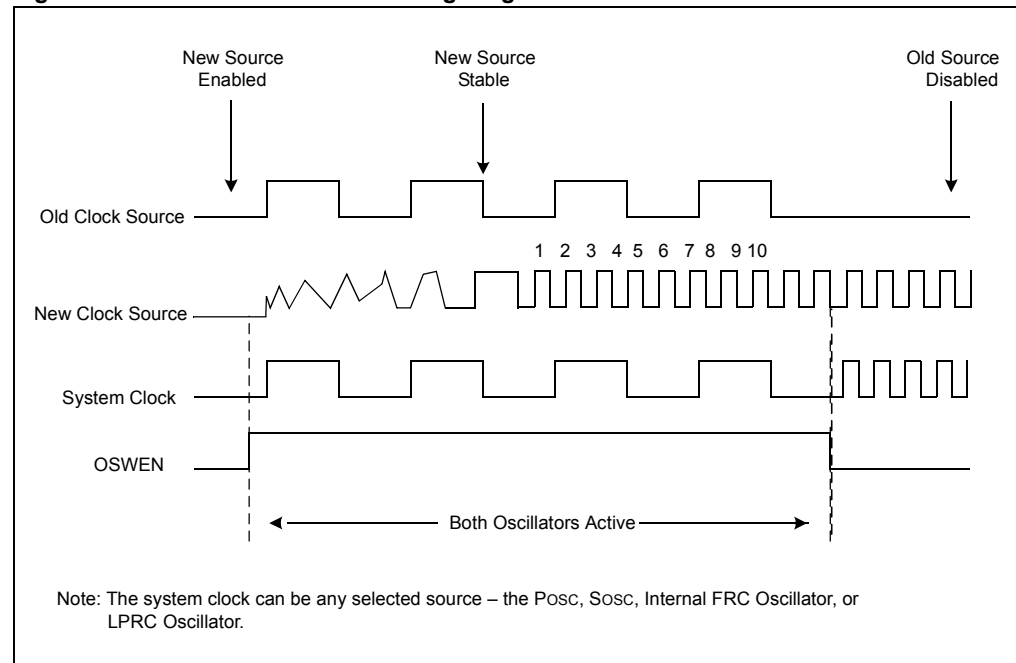 New Source
Enabled
New Source
Stable
Old Source
Disabled
Old Clock Source
1 2 3 4 5 6 7 8 9 10
New Clock Source
System Clock
OSWEN
Both Oscillators Active
Note: The system clock can be any selected source – the POSC, SOSC, Internal FRC Oscillator, or
LPRC Oscillator.